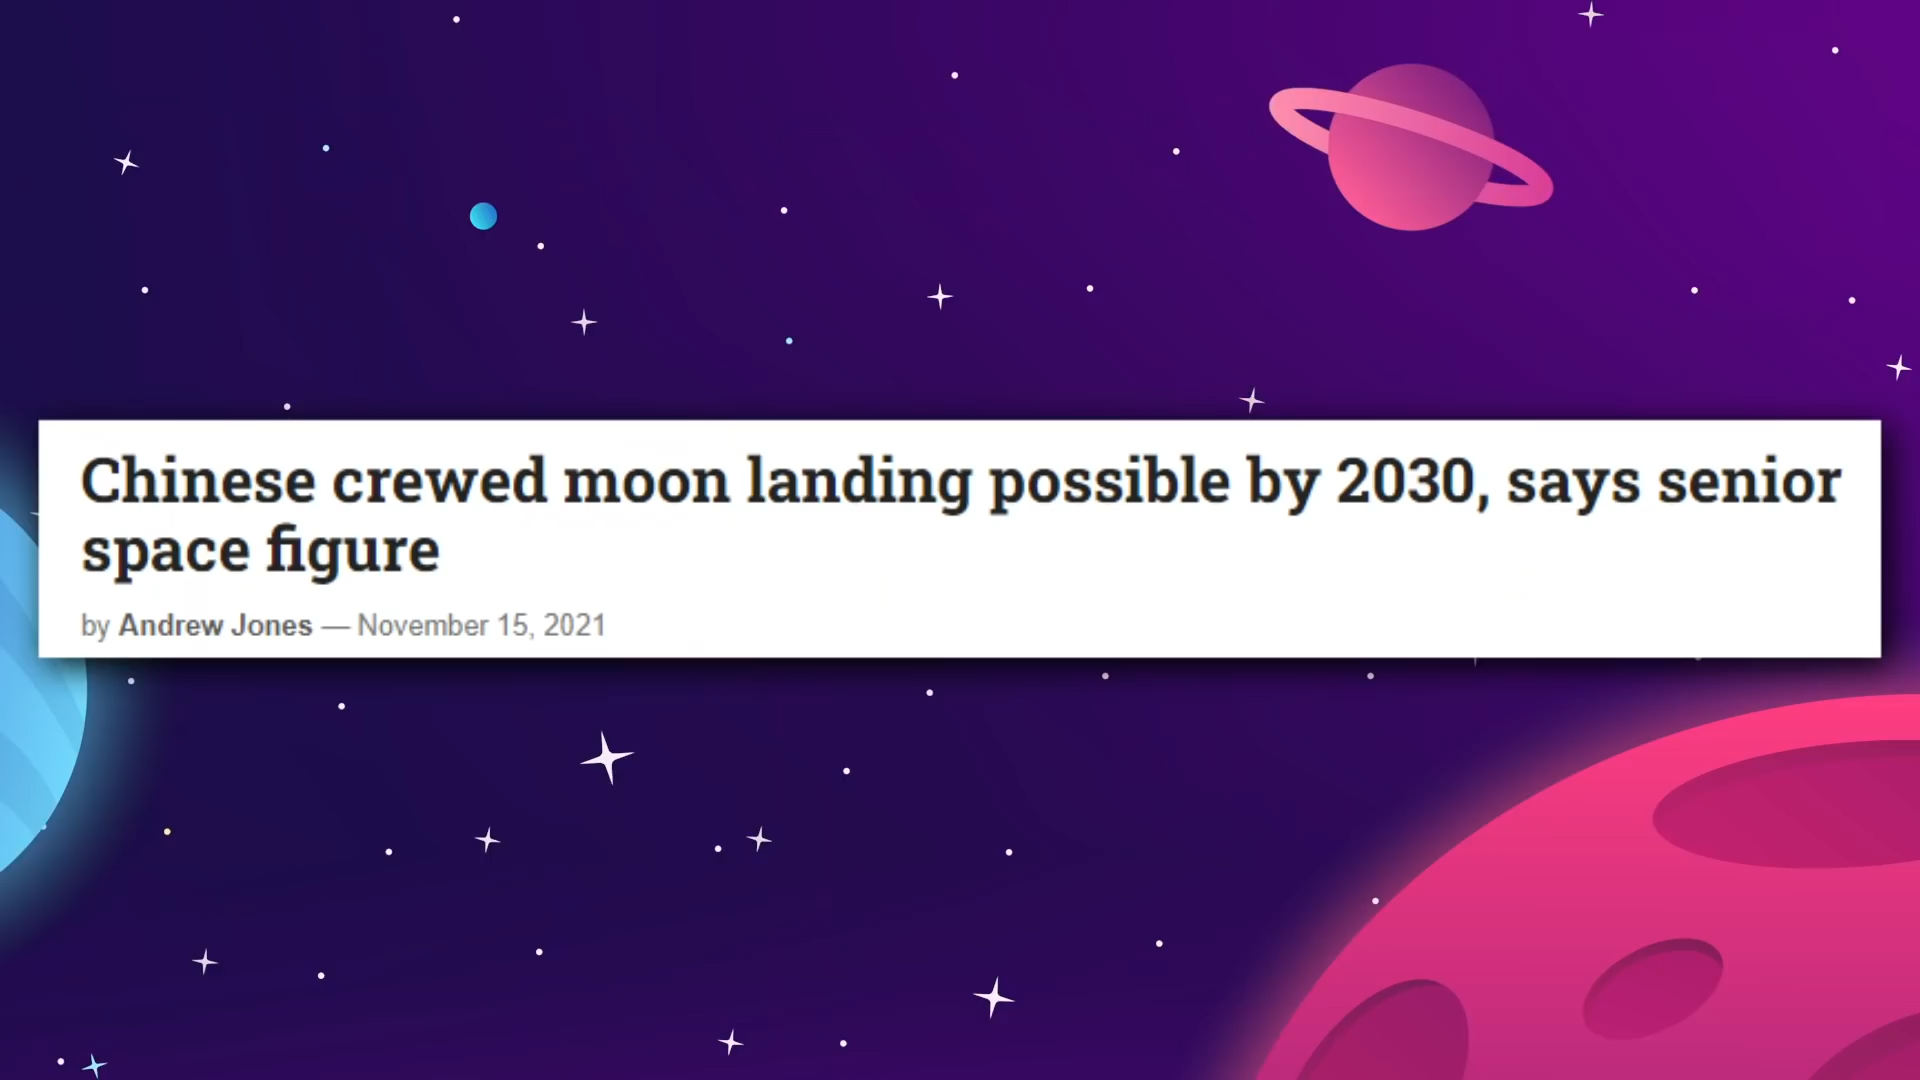 Chinese crewed moon landing possible by 2030, says senior
space figure
by Andrew Jones — November 15, 2021